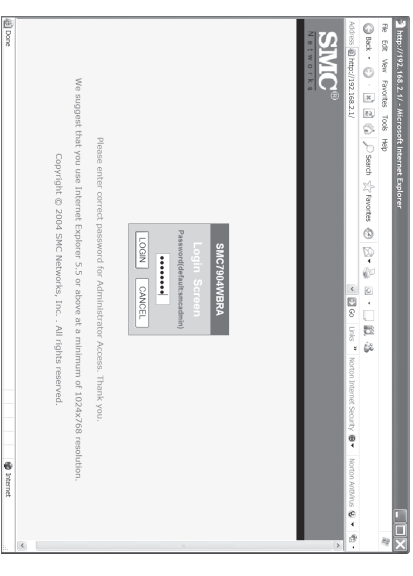 http://192.168.2.1/ - Microsoft Internet Explorer
File Edit View Favorites Tools Help
Back Search Favorites
Address http://192.168.2.1/ Go Links » Norton Internet Security Norton AntiVirus
SMC®
Networks
SMC7904WBRA
Login Screen
Password(default:smcadmin)
LOGIN CANCEL
Please enter correct password for Administrator Access. Thank you.
We suggest that you use Internet Explorer 5.5 or above at a minimum of 1024x768 resolution.
Copyright © 2004 SMC Networks, Inc. . All rights reserved.
Done Internet